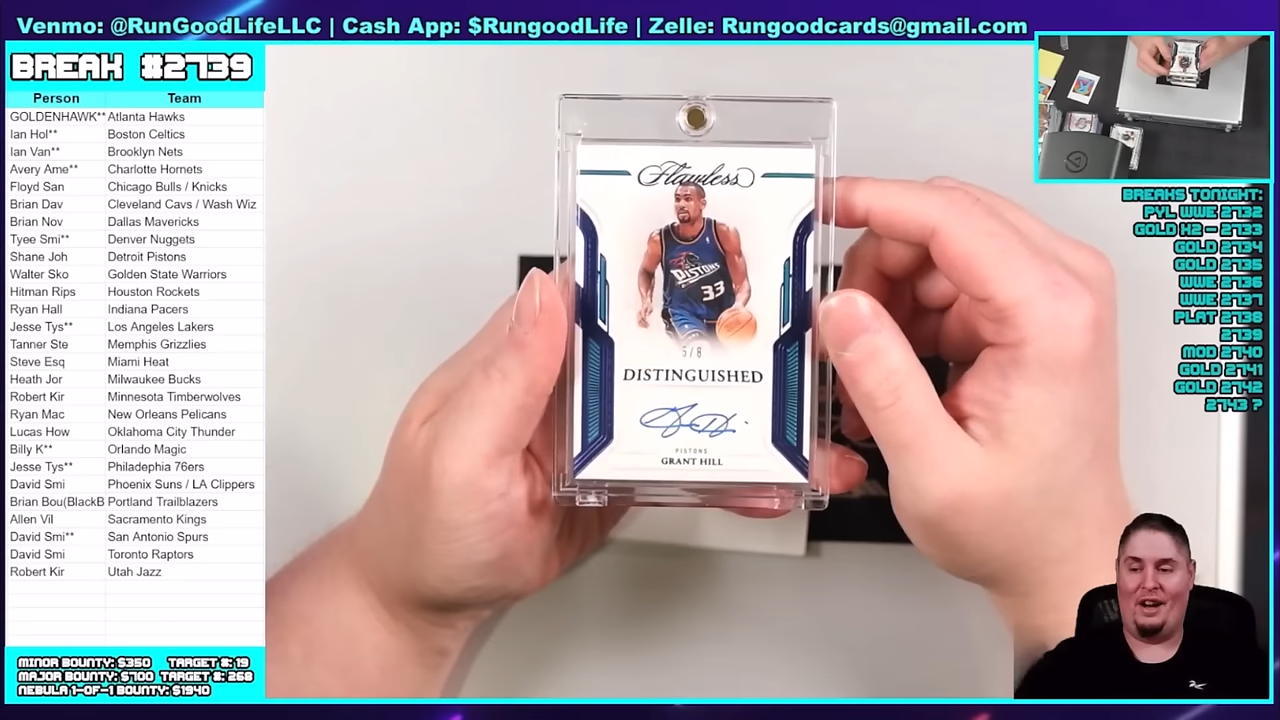 Venmo: @RunGoodLifeLLC | Cash App: $RungoodLife | Zelle: Rungoodcards@gmail.com
BREAK #2739
Person Team
GOLDENHAWK** Atlanta Hawks
Ian Hol** Boston Celtics
Ian Van** Brooklyn Nets
Avery Ame** Charlotte Hornets
Floyd San Chicago Bulls / Knicks
Brian Dav Cleveland Cavs / Wash Wiz
Brian Nov Dallas Mavericks
Tyee Smi** Denver Nuggets
Shane Joh Detroit Pistons
Walter Sko Golden State Warriors
Hitman Rips Houston Rockets
Ryan Hall Indiana Pacers
Jesse Tys** Los Angeles Lakers
Tanner Ste Memphis Grizzlies
Steve Esq Miami Heat
Heath Jor Milwaukee Bucks
Robert Kir Minnesota Timberwolves
Ryan Mac New Orleans Pelicans
Lucas How Oklahoma City Thunder
Billy K** Orlando Magic
Jesse Tys** Philadephia 76ers
David Smi Phoenix Suns / LA Clippers
Brian Bou(BlackB Portland Trailblazers
Allen Vil Sacramento Kings
David Smi** San Antonio Spurs
David Smi Toronto Raptors
Robert Kir Utah Jazz
MINOR BOUNTY: $350 TARGET #: 19
MAJOR BOUNTY: $700 TARGET #: 268
NEBULA 1-OF-1 BOUNTY: $1940
Flawless
PISTONS
33
5/8
DISTINGUISHED
PISTONS
GRANT HILL
BREAKS TONIGHT:
PYL WWE 2732
GOLD H2 - 2733
GOLD 2734
GOLD 2735
WWE 2736
WWE 2737
PLAT 2738
2739
MOD 2740
GOLD 2741
GOLD 2742
2743 ?